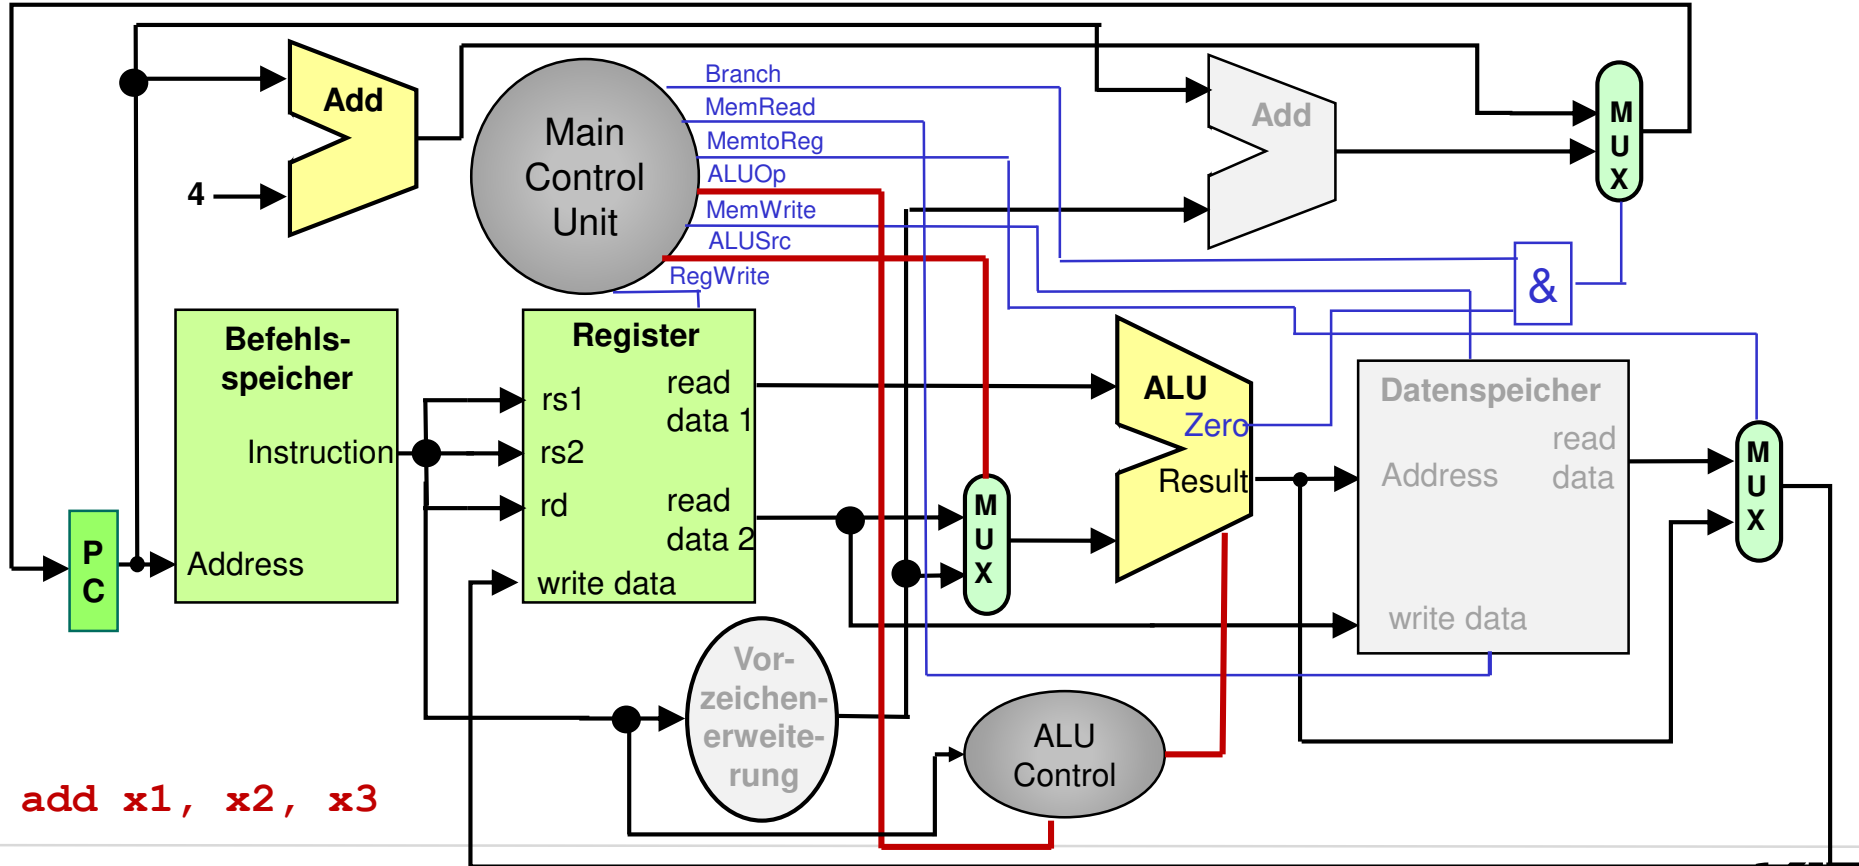 Add
4
Main
Control
Unit
Branch
MemRead
MemtoReg
ALUOp
MemWrite
ALUSrc
RegWrite
Add
M
U
X
&
Befehls-
speicher
Instruction
Address
P
C
Register
rs1
rs2
rd
write data
read
data 1
read
data 2
M
U
X
ALU
Zero
Result
Datenspeicher
Address
read
data
write data
M
U
X
Vor-
zeichen-
erweite-
rung
ALU
Control
add x1, x2, x3